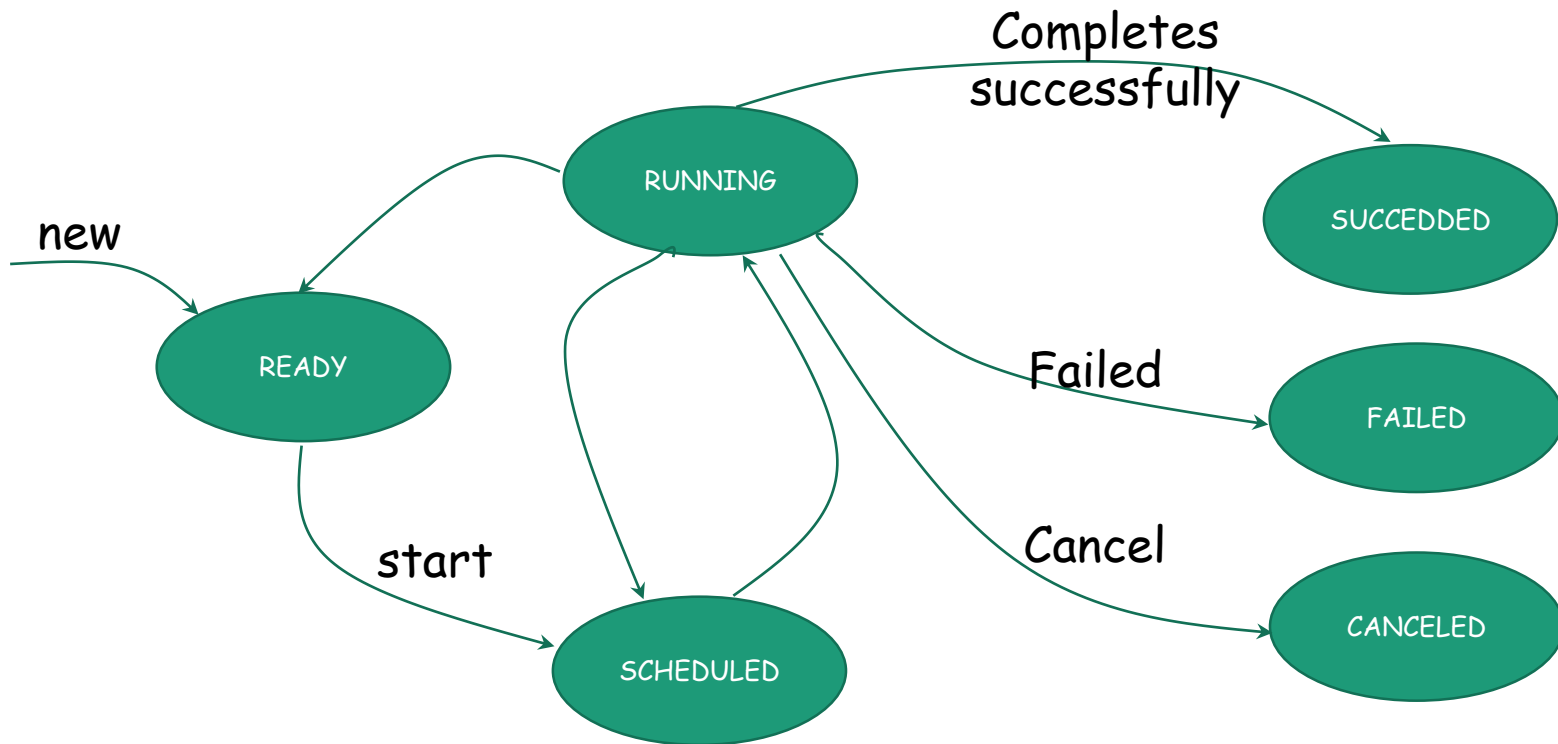 Completes
successfully
RUNNING
SUCCEDDED
new
READY
Failed
FAILED
start
Cancel
CANCELED
SCHEDULED